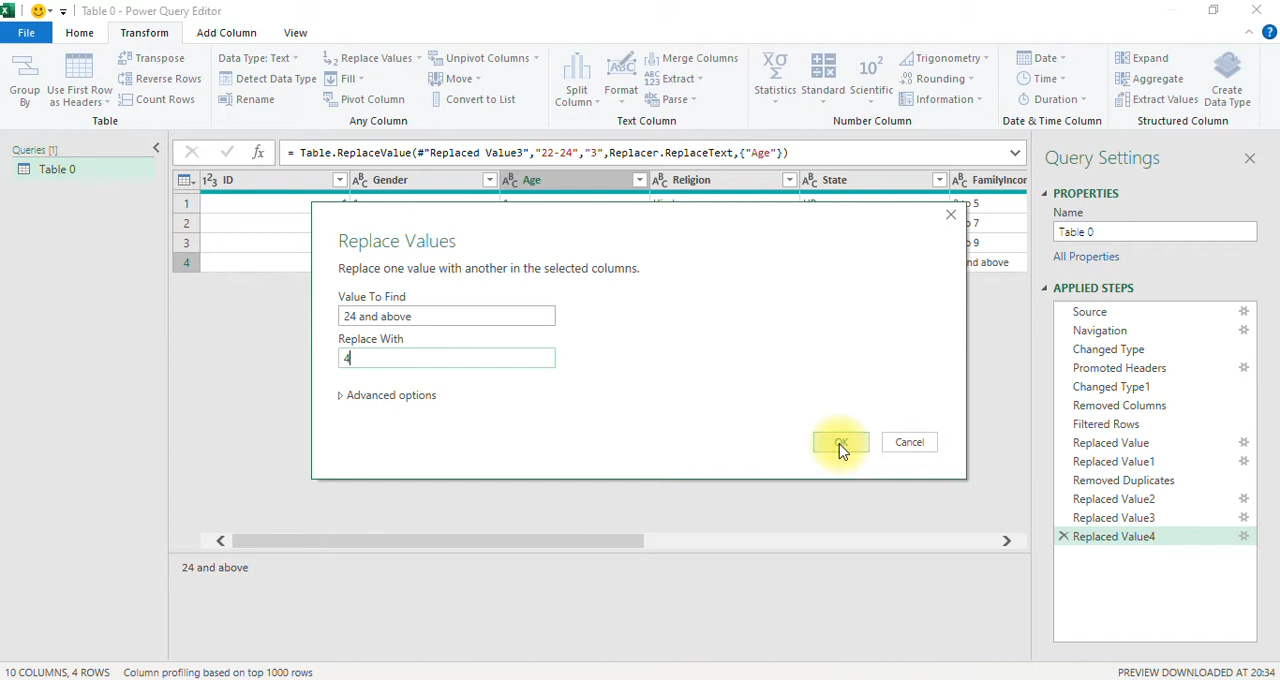 Table 0 - Power Query Editor
File Home Transform Add Column View
Group By
Use First Row as Headers
Transpose
Reverse Rows
Count Rows
Table
Data Type: Text
Detect Data Type
Rename
Replace Values
Fill
Pivot Column
Unpivot Columns
Move
Convert to List
Any Column
Split Column
Format
Merge Columns
Extract
Parse
Text Column
Statistics
Standard
Scientific
Trigonometry
Rounding
Information
Number Column
Date
Time
Duration
Date & Time Column
Expand
Aggregate
Extract Values
Create Data Type
Structured Column
Queries [1]
Table 0
= Table.ReplaceValue(#"Replaced Value3","22-24","3",Replacer.ReplaceText,{"Age"})
ID Gender Age Religion State FamilyIncom
1
2
3
4
Replace Values
Replace one value with another in the selected columns.
Value To Find
24 and above
Replace With
4
Advanced options
OK Cancel
24 and above
Query Settings
PROPERTIES
Name
Table 0
All Properties
APPLIED STEPS
Source
Navigation
Changed Type
Promoted Headers
Changed Type1
Removed Columns
Filtered Rows
Replaced Value
Replaced Value1
Removed Duplicates
Replaced Value2
Replaced Value3
Replaced Value4
10 COLUMNS, 4 ROWS Column profiling based on top 1000 rows
PREVIEW DOWNLOADED AT 20:34